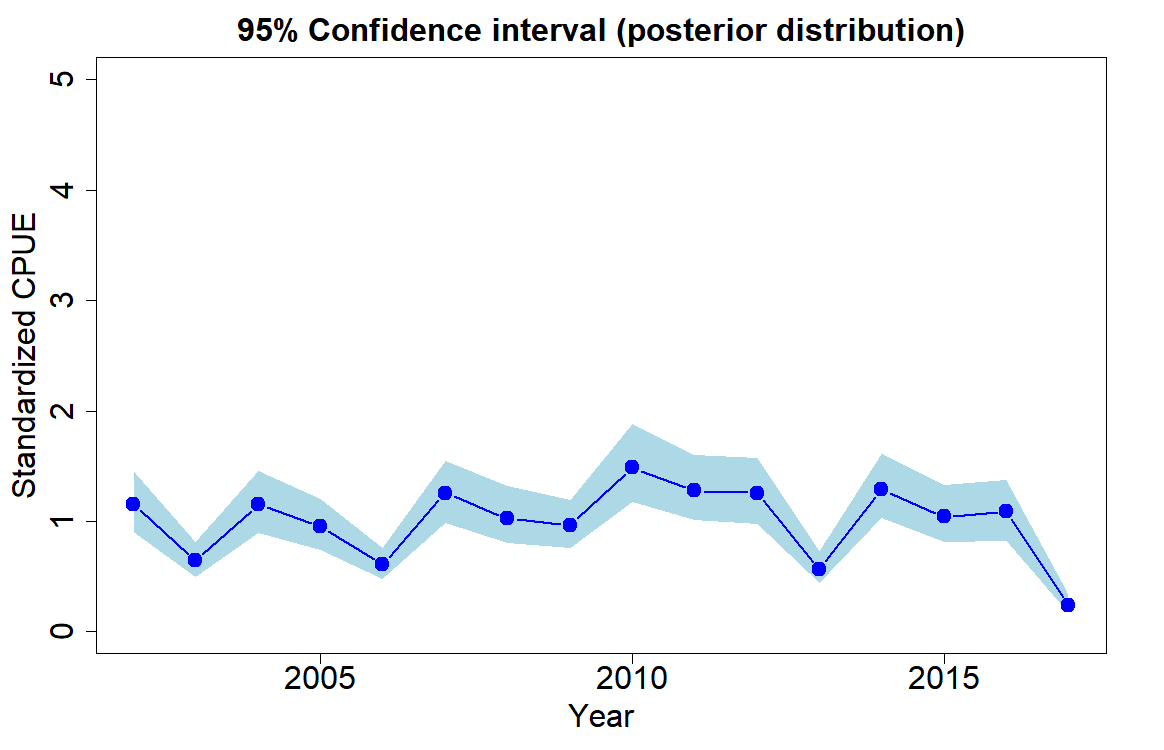 95% Confidence interval (posterior distribution)
Standardized CPUE
5
4
3
2
1
0
2005 2010 2015
Year